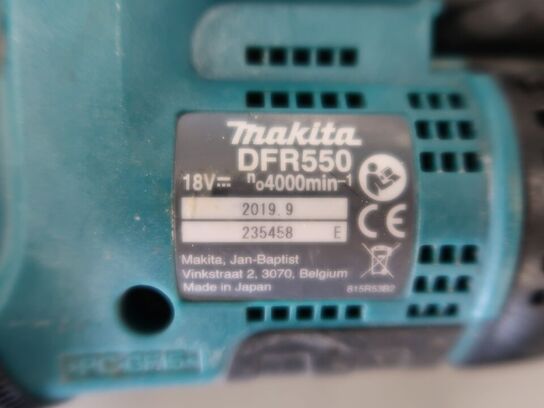 makita
DFR550
18V⎓ n₀4000min⁻¹
2019.9
235458 E
CE
Makita, Jan-Baptist
Vinkstraat 2, 3070, Belgium
Made in Japan
815R53B2